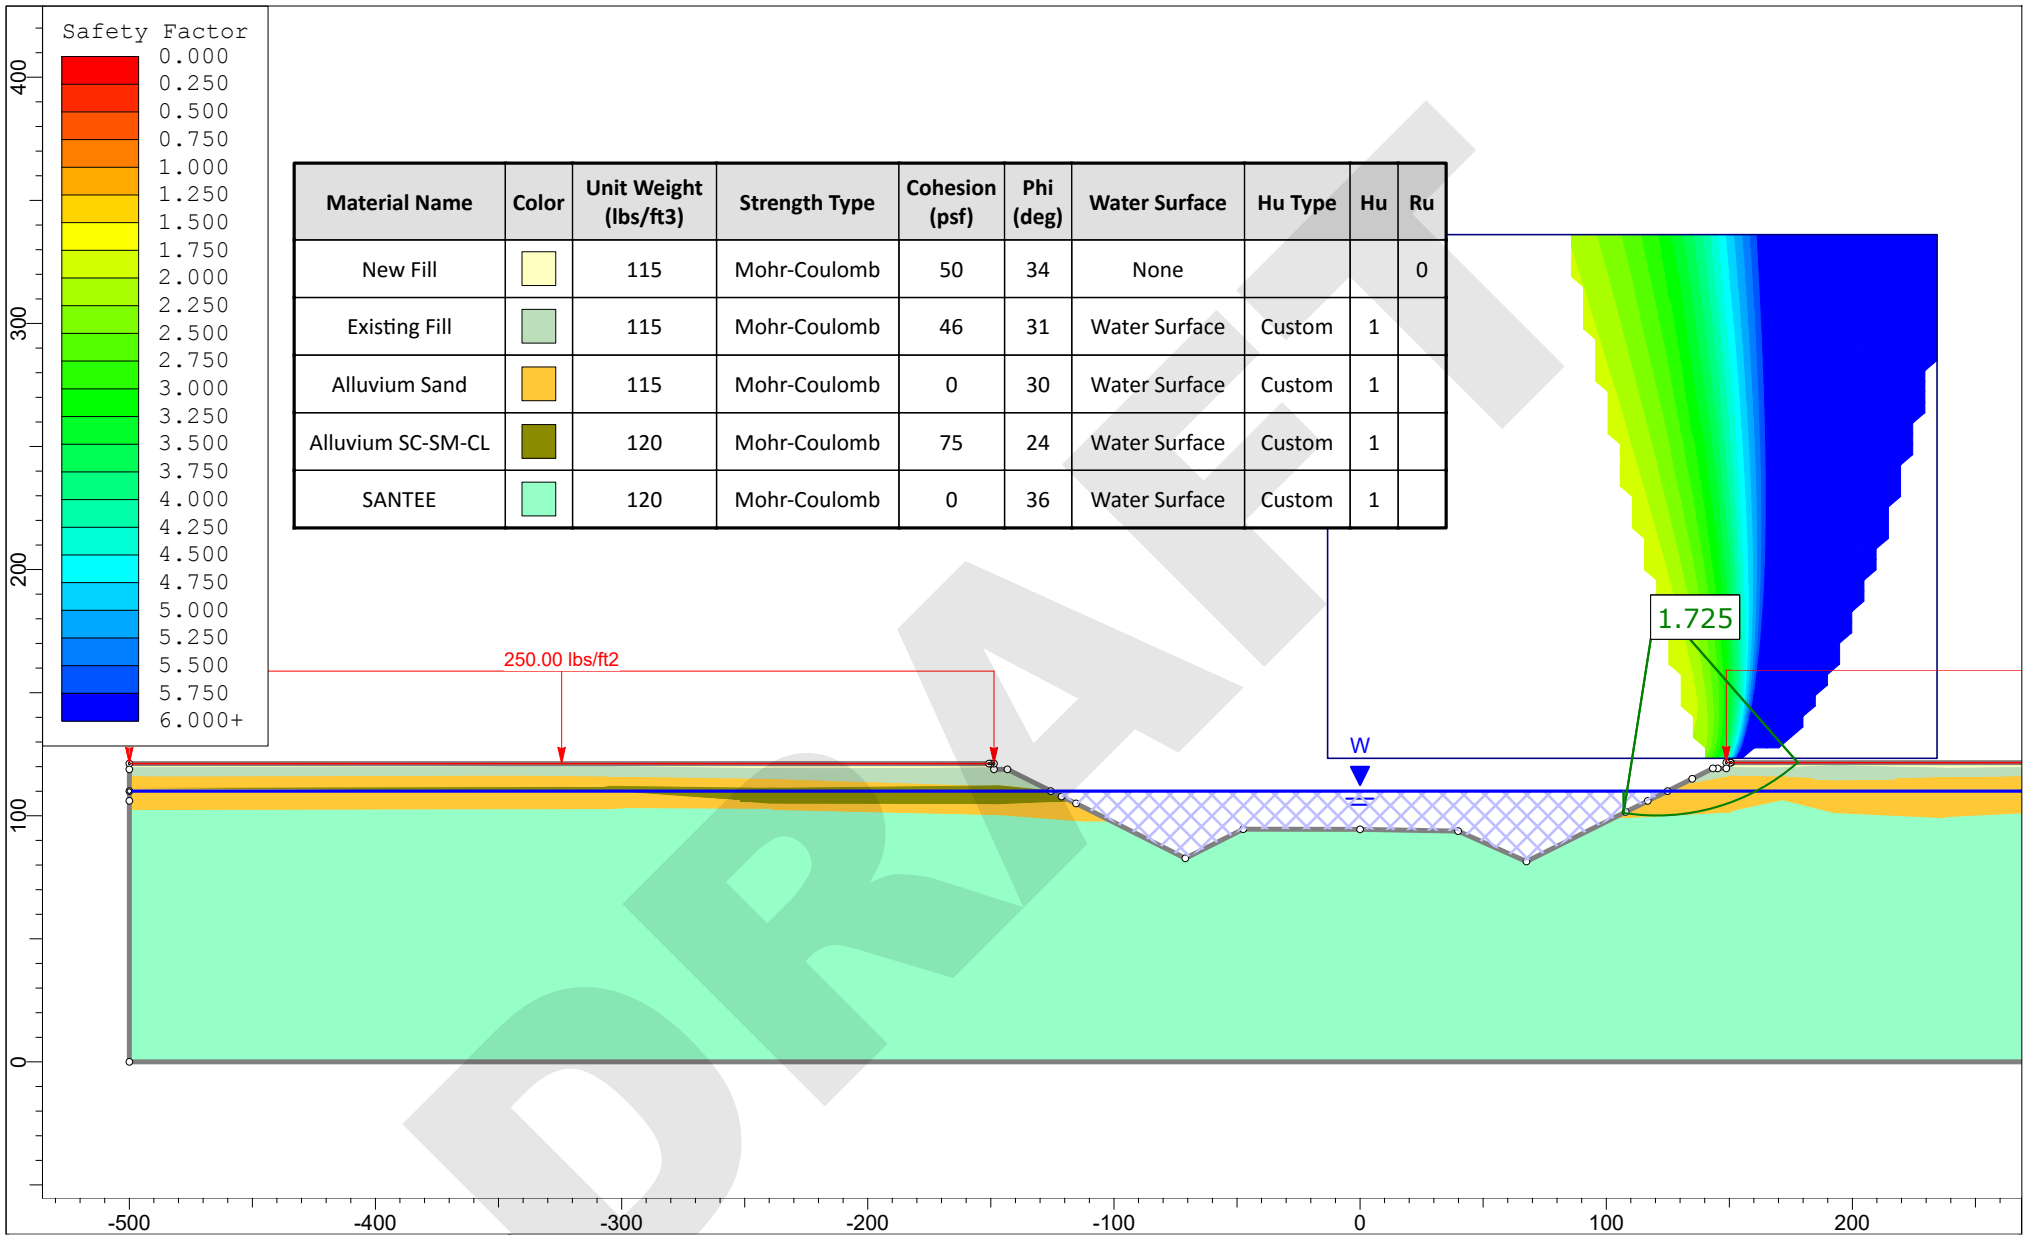 Safety Factor
0.000
0.250
0.500
0.750
1.000
1.250
1.500
1.750
2.000
2.250
2.500
2.750
3.000
3.250
3.500
3.750
4.000
4.250
4.500
4.750
5.000
5.250
5.500
5.750
6.000+
Material Name Color Unit Weight (lbs/ft3) Strength Type Cohesion (psf) Phi (deg) Water Surface Hu Type Hu Ru
New Fill 115 Mohr-Coulomb 50 34 None 0
Existing Fill 115 Mohr-Coulomb 46 31 Water Surface Custom 1
Alluvium Sand 115 Mohr-Coulomb 0 30 Water Surface Custom 1
Alluvium SC-SM-CL 120 Mohr-Coulomb 75 24 Water Surface Custom 1
SANTEE 120 Mohr-Coulomb 0 36 Water Surface Custom 1
1.725
250.00 lbs/ft2
W
DRAFT
400
300
200
100
0
-500 -400 -300 -200 -100 0 100 200